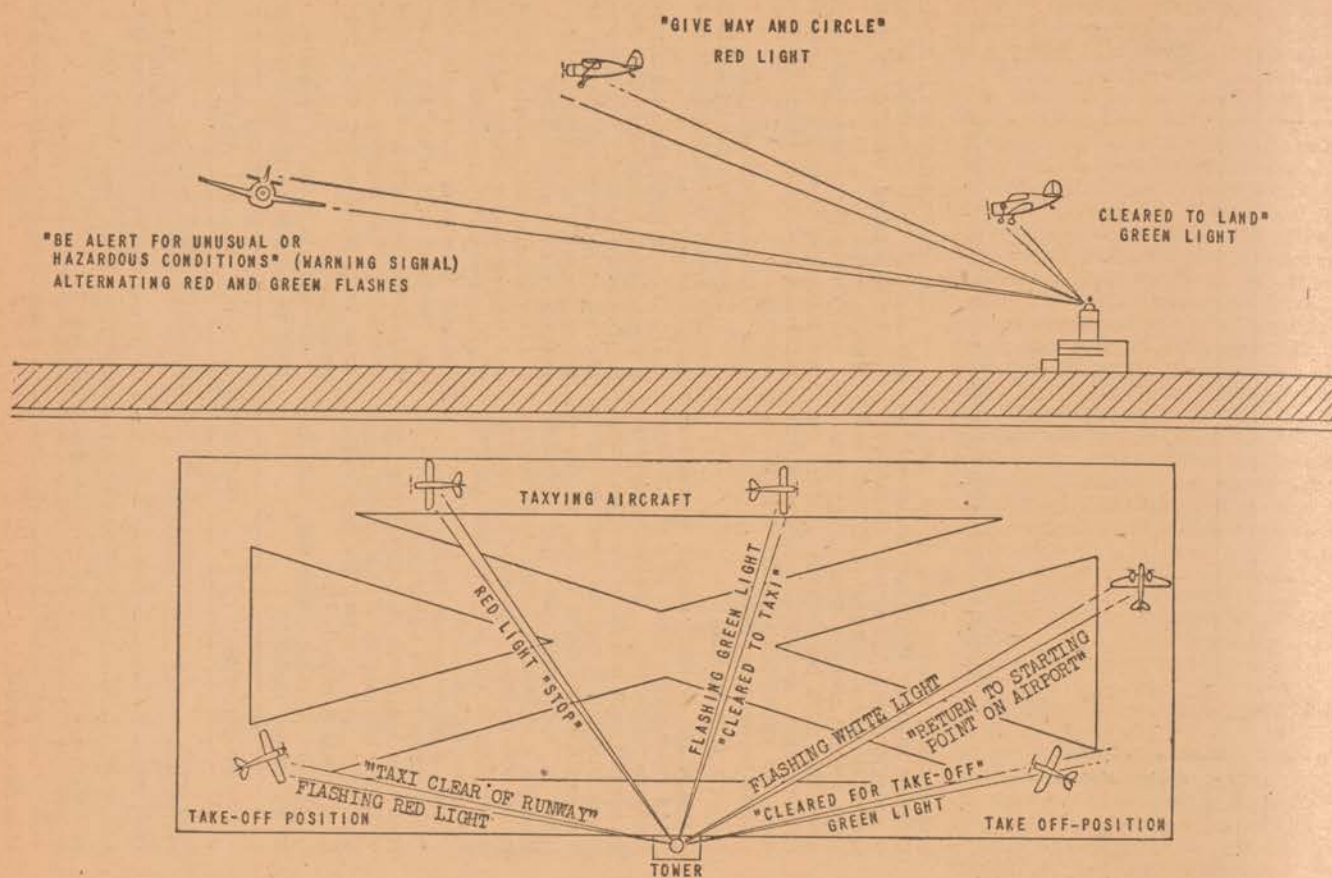 "GIVE WAY AND CIRCLE"
RED LIGHT
CLEARED TO LAND"
GREEN LIGHT
"BE ALERT FOR UNUSUAL OR
HAZARDOUS CONDITIONS" (WARNING SIGNAL)
ALTERNATING RED AND GREEN FLASHES
TAXYING AIRCRAFT
RED LIGHT "STOP"
FLASHING GREEN LIGHT
"CLEARED TO TAXI"
FLASHING WHITE LIGHT
"RETURN TO STARTING
POINT ON AIRPORT"
"TAXI CLEAR OF RUNWAY"
FLASHING RED LIGHT
"CLEARED FOR TAKE-OFF"
GREEN LIGHT
TAKE-OFF POSITION
TAKE OFF-POSITION
TOWER